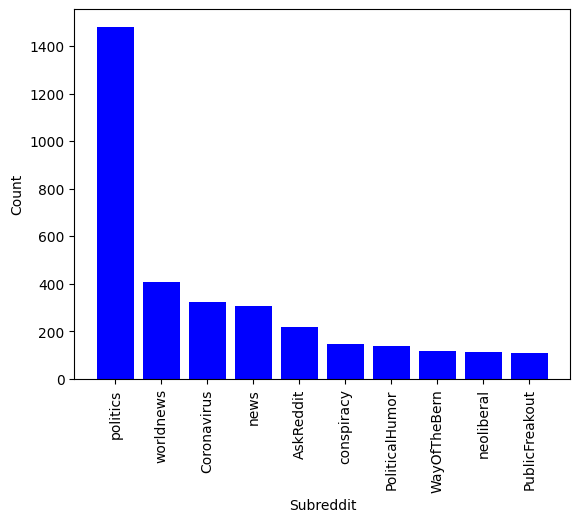 1400
1200
1000
800
600
400
200
0
Count
politics
worldnews
Coronavirus
news
AskReddit
conspiracy
PoliticalHumor
WayOfTheBern
neoliberal
PublicFreakout
Subreddit